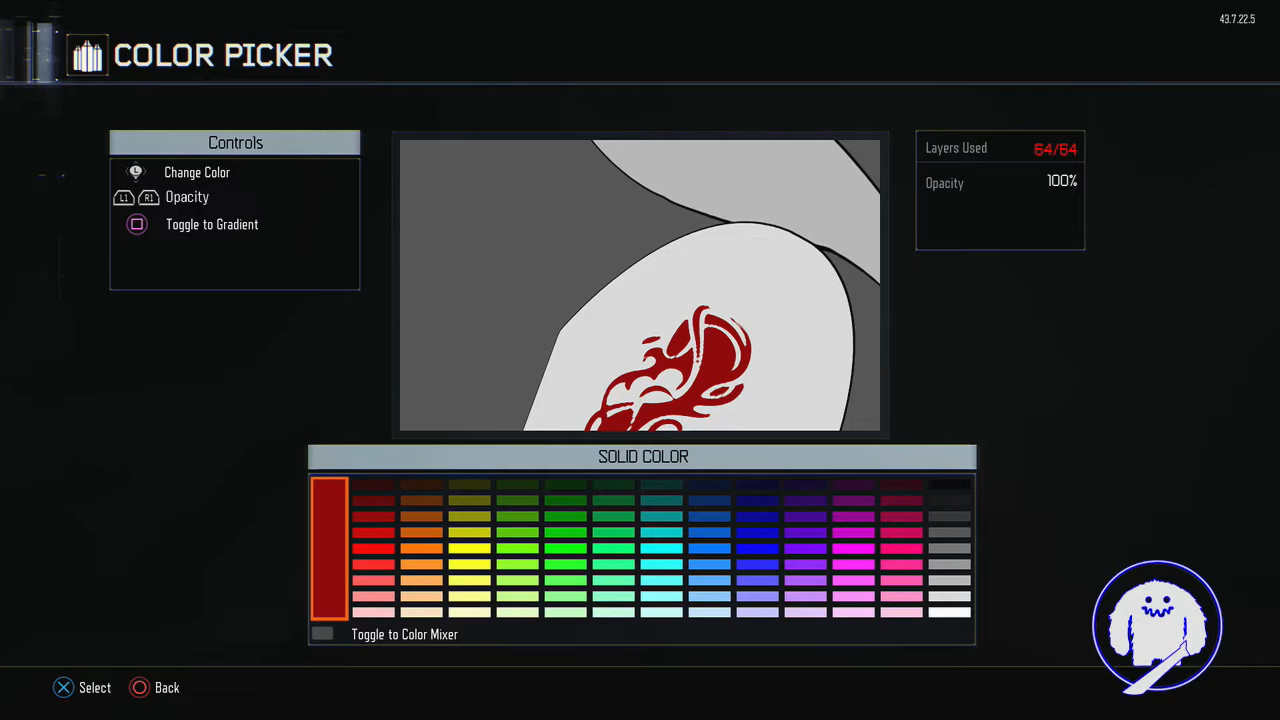 43.7.22.5
COLOR PICKER
Controls
L Change Color
L1 R1 Opacity
Toggle to Gradient
Layers Used 64/64
Opacity 100%
SOLID COLOR
Toggle to Color Mixer
Select Back